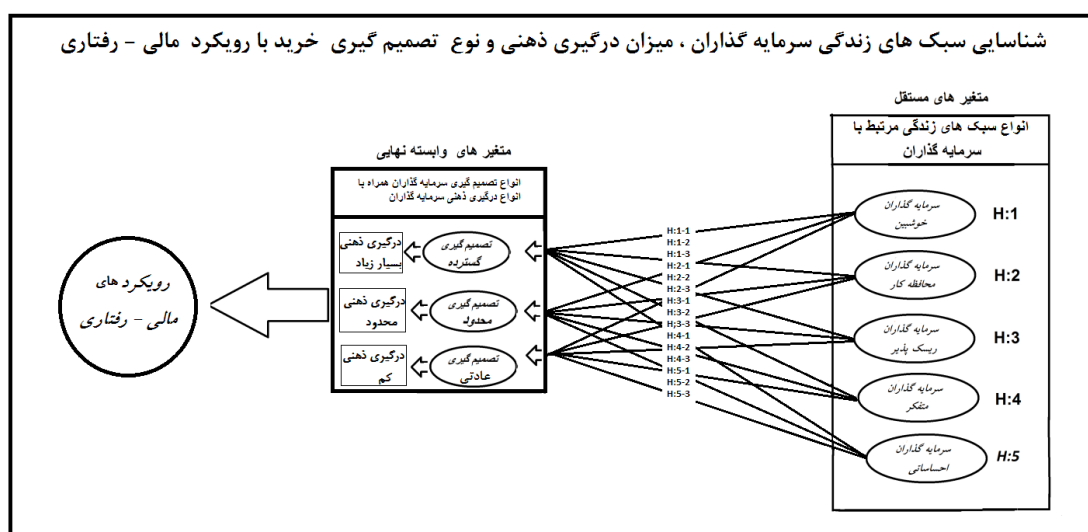 شناسایی سبک های زندگی سرمایه گذاران ، میزان درگیری ذهنی و نوع تصمیم گیری خرید با رویکرد مالی - رفتاری
متغیر های مستقل
انواع سبک های زندگی مرتبط با
سرمایه گذاران
H:1
سرمایه گذاران
خوشبین
H:2
سرمایه گذاران
محافظه کار
H:3
سرمایه گذاران
ریسک پذیر
H:4
سرمایه گذاران
متفکر
H:5
سرمایه گذاران
احساساتی
H:1-1
H:1-2
H:1-3
H:2-1
H:2-2
H:2-3
H:3-1
H:3-2
H:3-3
H:4-1
H:4-2
H:4-3
H:5-1
H:5-2
H:5-3
متغیر های وابسته نهایی
انواع تصمیم گیری سرمایه گذاران همراه با
انواع درگیری ذهنی سرمایه گذاران
تصمیم گیری
گسترده
درگیری ذهنی
بسیار زیاد
تصمیم گیری
محدود
درگیری ذهنی
محدود
تصمیم گیری
عادتی
درگیری ذهنی
کم
رویکرد های
مالی - رفتاری